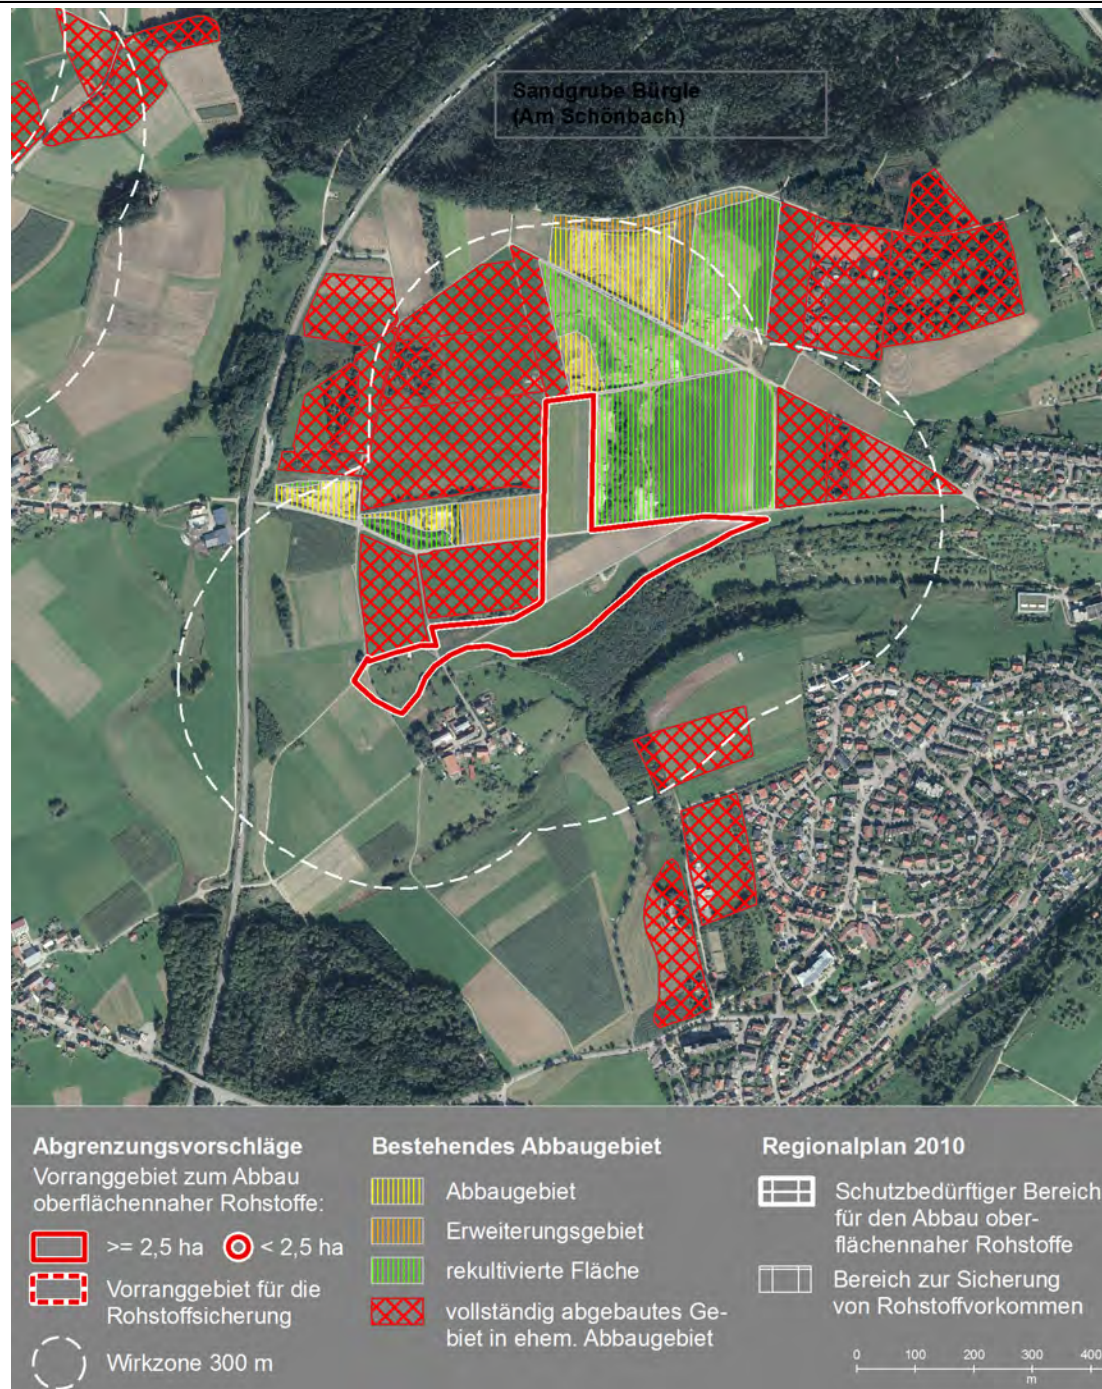 Sandgrube Bürgle
(Am Schönbach)
Abgrenzungsvorschläge
Vorranggebiet zum Abbau
oberflächennaher Rohstoffe:
>= 2,5 ha
< 2,5 ha
Vorranggebiet für die
Rohstoffsicherung
Wirkzone 300 m
Bestehendes Abbaugebiet
Abbaugebiet
Erweiterungsgebiet
rekultivierte Fläche
vollständig abgebautes Ge-
biet in ehem. Abbaugebiet
Regionalplan 2010
Schutzbedürftiger Bereich
für den Abbau ober-
flächennaher Rohstoffe
Bereich zur Sicherung
von Rohstoffvorkommen
0 100 200 300 400
m